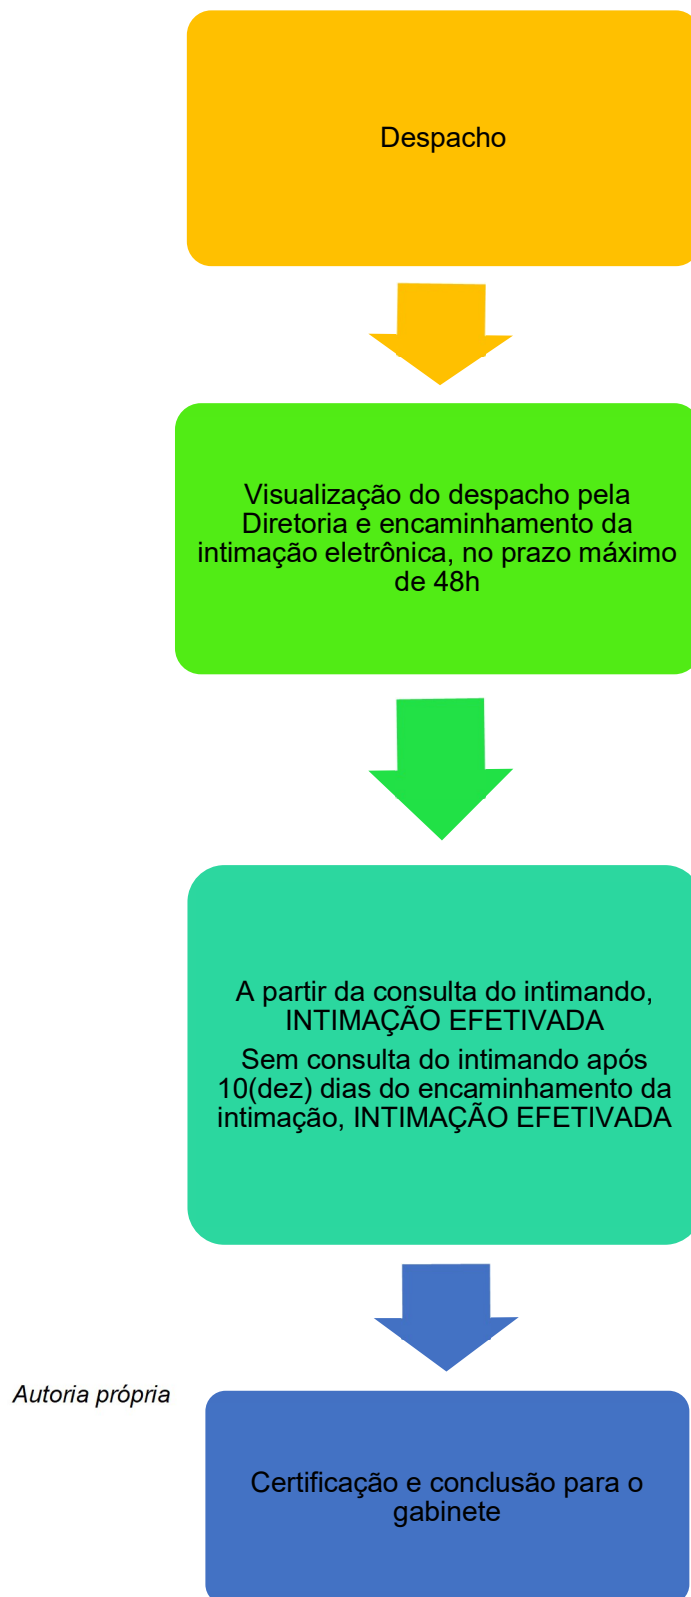 Despacho
Visualização do despacho pela
Diretoria e encaminhamento da
intimação eletrônica, no prazo máximo
de 48h
A partir da consulta do intimando,
INTIMAÇÃO EFETIVADA
Sem consulta do intimando após
10(dez) dias do encaminhamento da
intimação, INTIMAÇÃO EFETIVADA
Autoria própria
Certificação e conclusão para o
gabinete